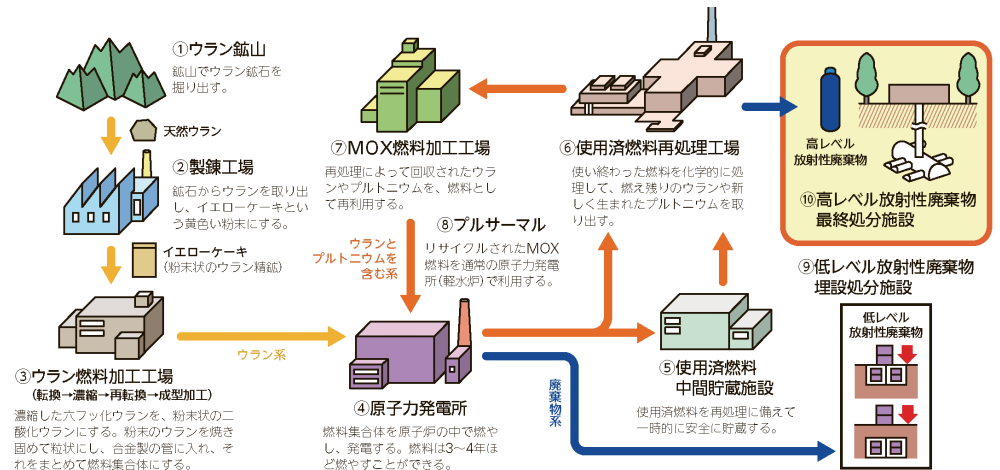 ①ウラン鉱山
鉱山でウラン鉱石を
掘り出す。
天然ウラン
②製錬工場
鉱石からウランを取り出
し、イエローケーキとい
う黄色い粉末にする。
イエローケーキ
（粉末状のウラン精鉱）
③ウラン燃料加工工場
（転換→濃縮→再転換→成型加工）
濃縮した六フッ化ウランを、粉末状の二
酸化ウランにする。粉末のウランを焼き
固めて粒状にし、合金製の管に入れ、そ
れをまとめて燃料集合体にする。
ウラン系
④原子力発電所
燃料集合体を原子炉の中で燃や
し、発電する。燃料は3〜4年ほ
ど燃やすことができる。
⑤使用済燃料
中間貯蔵施設
使用済燃料を再処理に備えて
一時的に安全に貯蔵する。
⑥使用済燃料再処理工場
使い終わった燃料を化学的に処
理して、燃え残りのウランや新
しく生まれたプルトニウムを取
り出す。
⑦MOX燃料加工工場
再処理によって回収されたウラ
ンやプルトニウムを、燃料とし
て再利用する。
ウランと
プルトニウムを
含む系
⑧プルサーマル
リサイクルされたMOX
燃料を通常の原子力発電
所（軽水炉）で利用する。
廃棄物系
⑨低レベル放射性廃棄物
埋設処分施設
低レベル
放射性廃棄物
高レベル
放射性廃棄物
⑩高レベル放射性廃棄物
最終処分施設